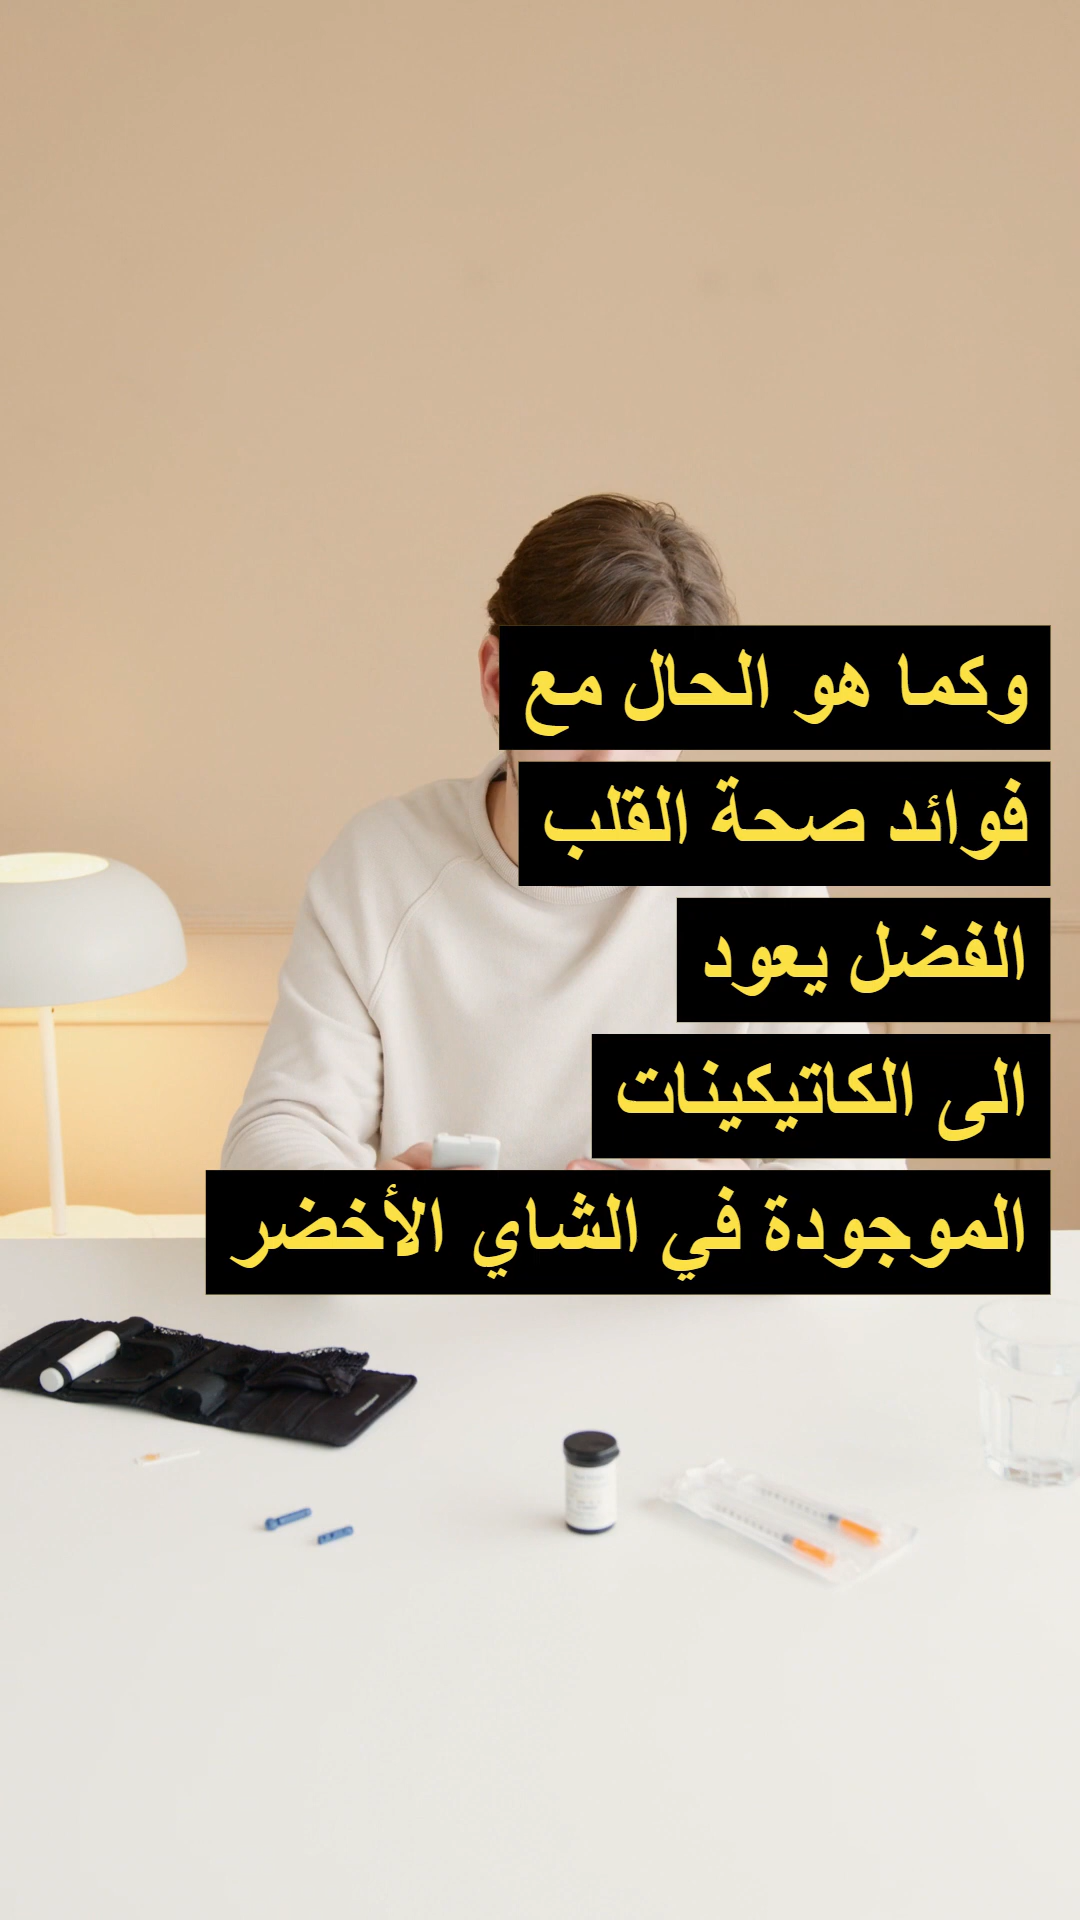 وكما هو الحال مع
فوائد صحة القلب
الفضل يعود
الى الكاتيكينات
الموجودة في الشاي الأخضر